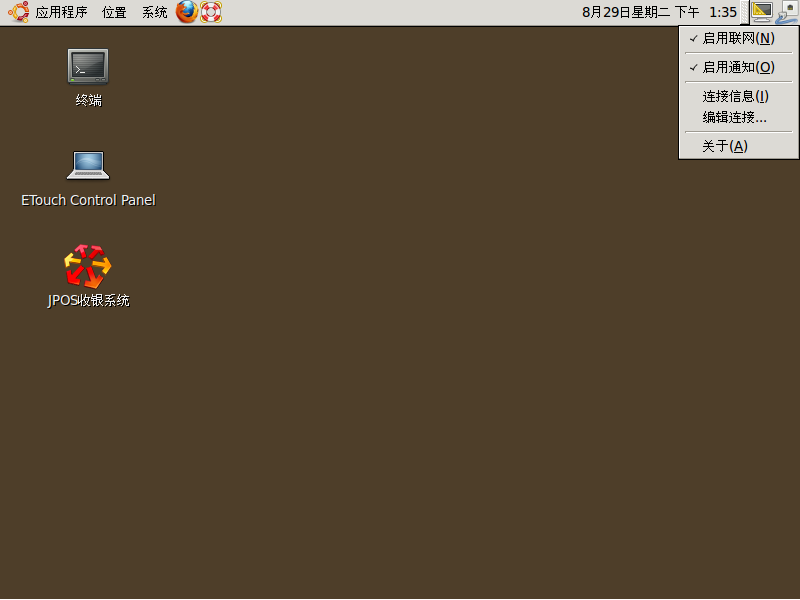 应用程序 位置 系统 8月29日星期二 下午 1:35
启用联网(N)
启用通知(O)
连接信息(I)
编辑连接...
关于(A)
终端
ETouch Control Panel
JPOS收银系统